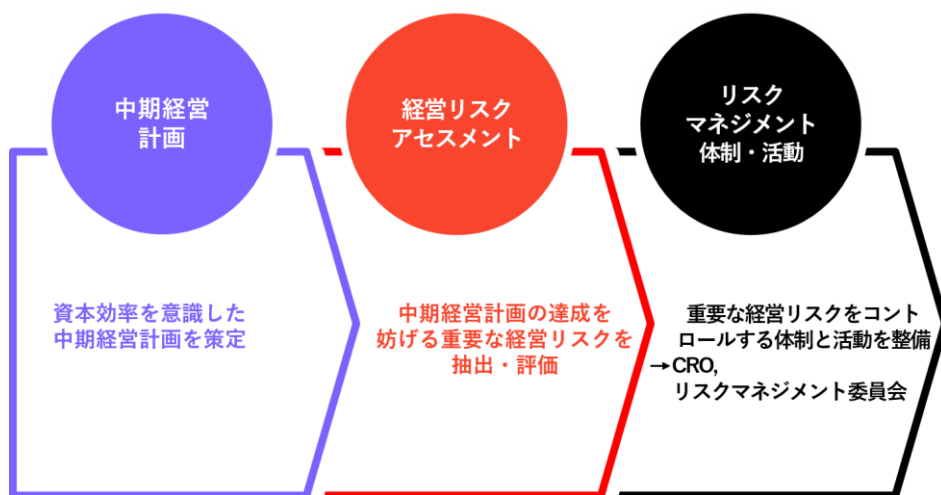 中期経営
計画
資本効率を意識した
中期経営計画を策定
経営リスク
アセスメント
中期経営計画の達成を
妨げる重要な経営リスクを
抽出・評価
リスク
マネジメント
体制・活動
重要な経営リスクをコント
ロールする体制と活動を整備
→CRO,
リスクマネジメント委員会